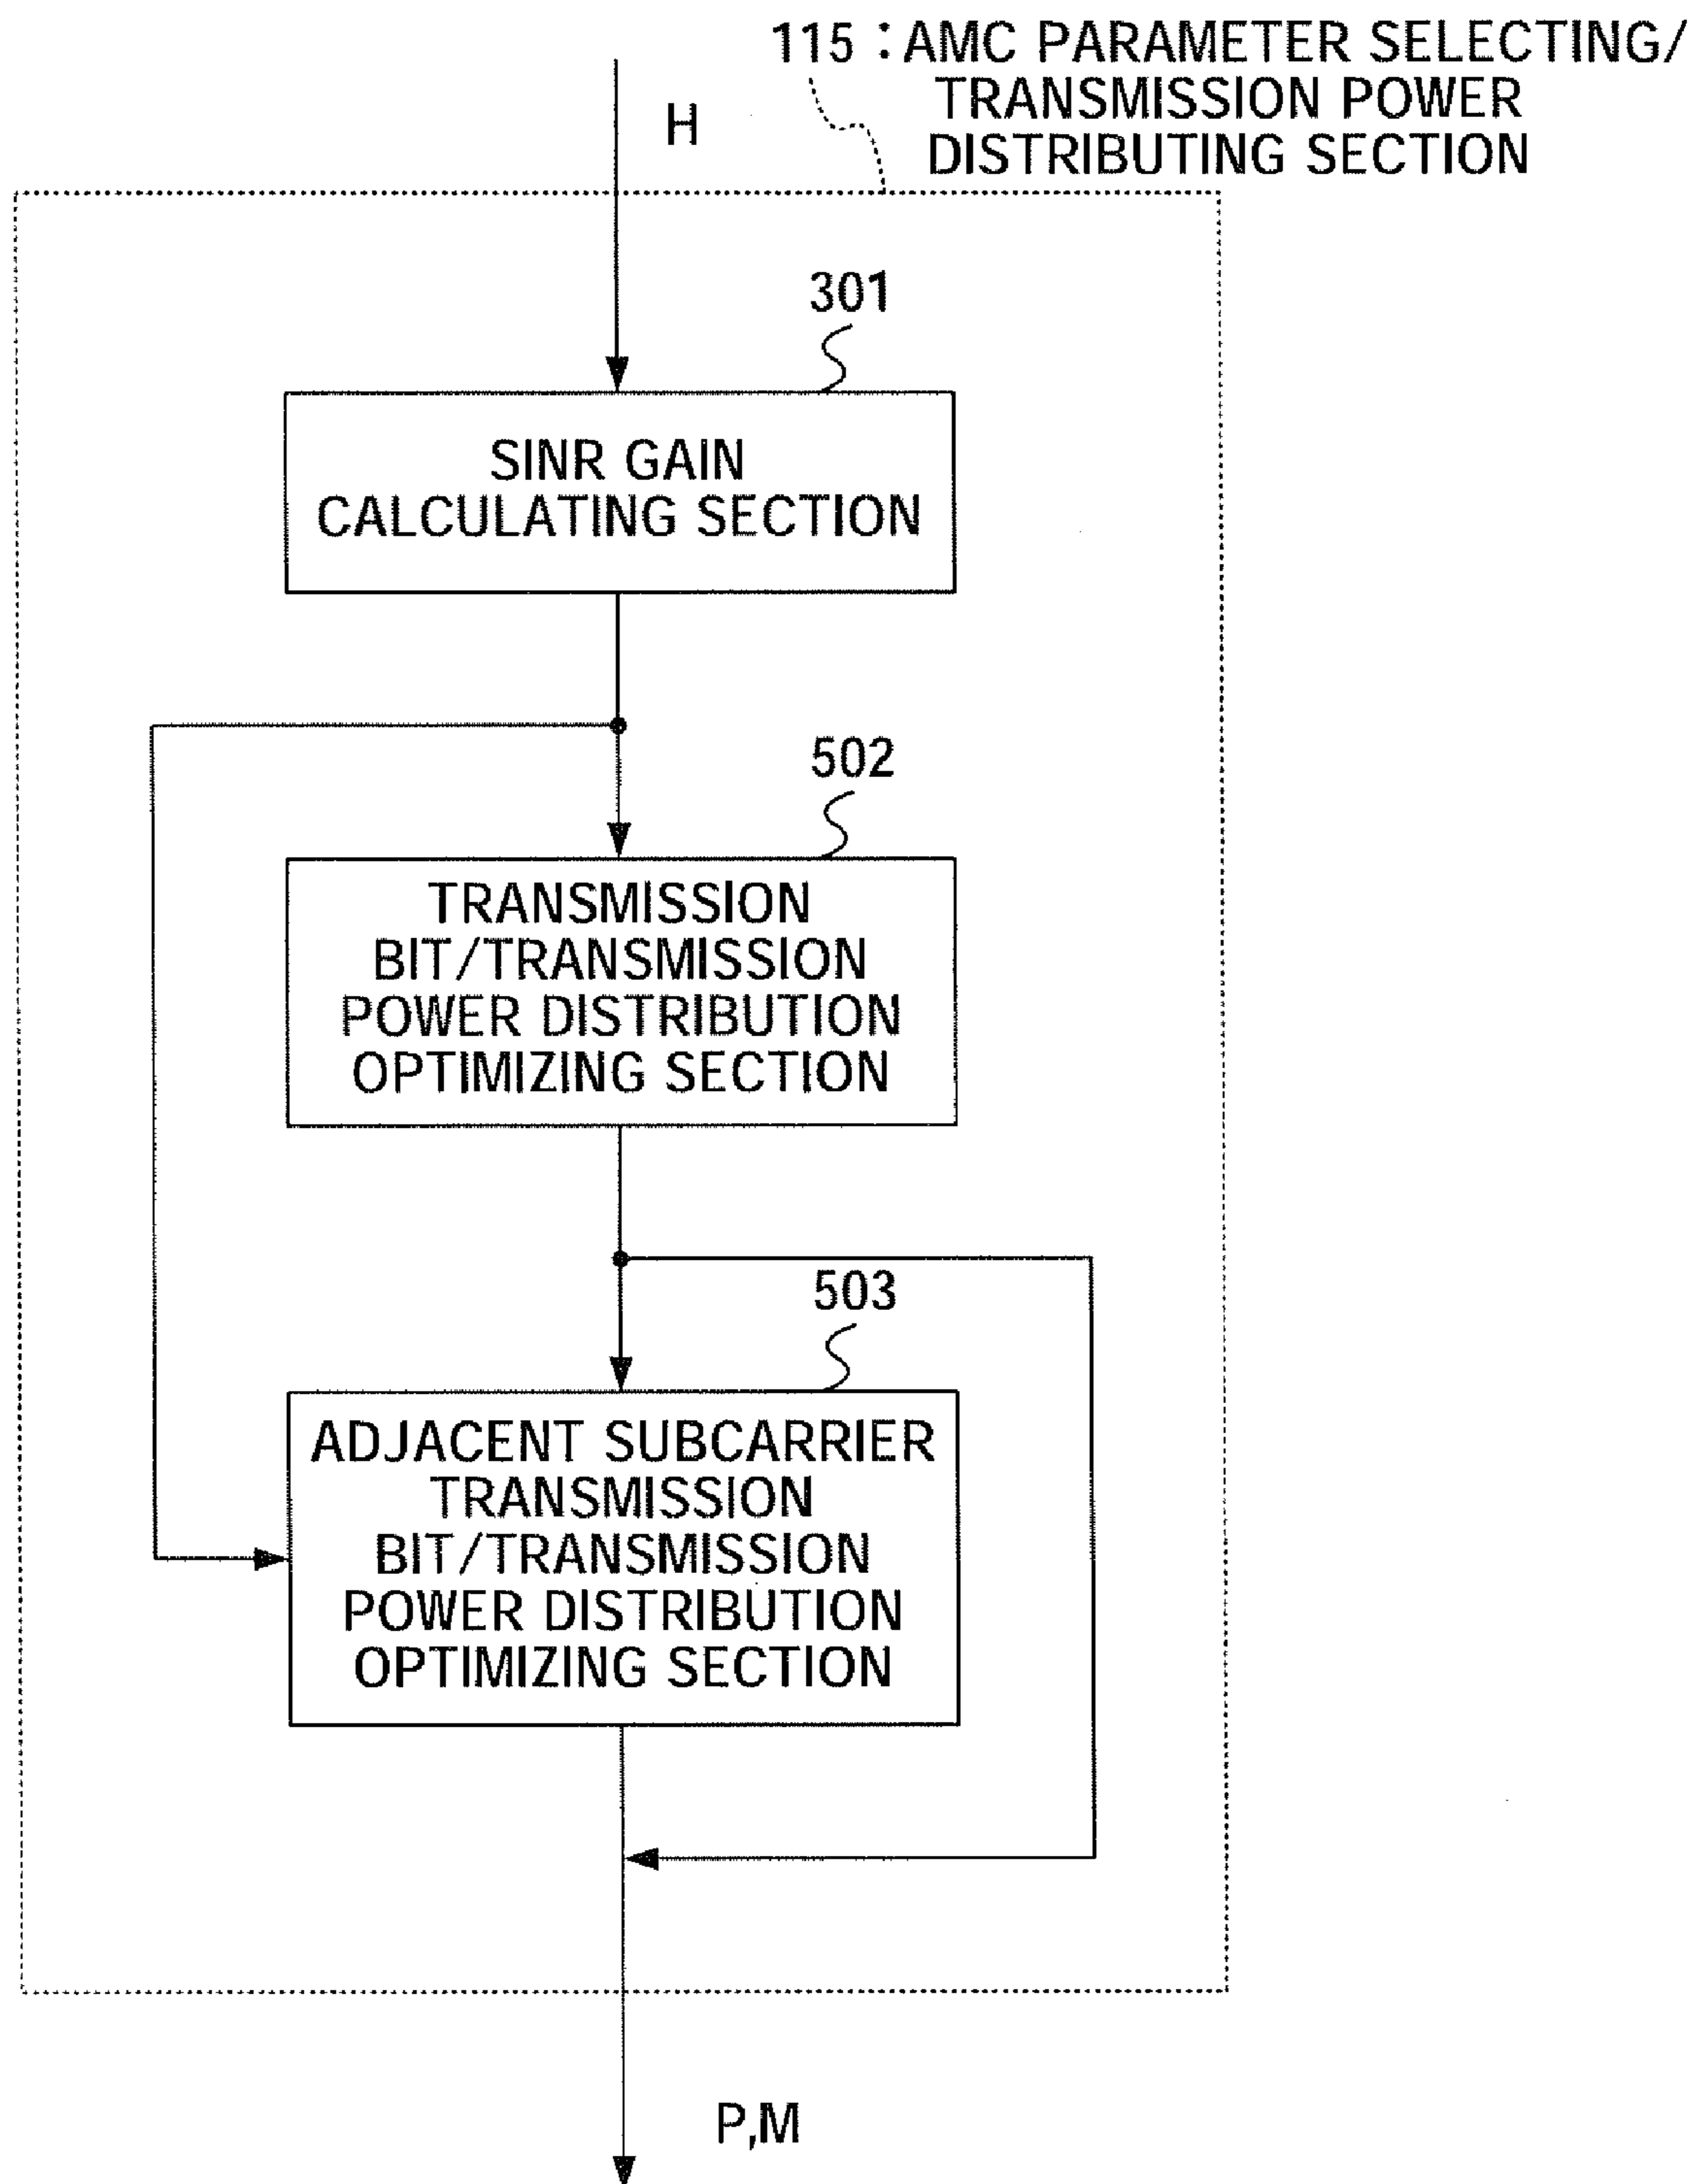 115 : AMC PARAMETER SELECTING/
TRANSMISSION POWER
DISTRIBUTING SECTION
H
301
SINR GAIN
CALCULATING SECTION
502
TRANSMISSION
BIT/TRANSMISSION
POWER DISTRIBUTION
OPTIMIZING SECTION
503
ADJACENT SUBCARRIER
TRANSMISSION
BIT/TRANSMISSION
POWER DISTRIBUTION
OPTIMIZING SECTION
P,M